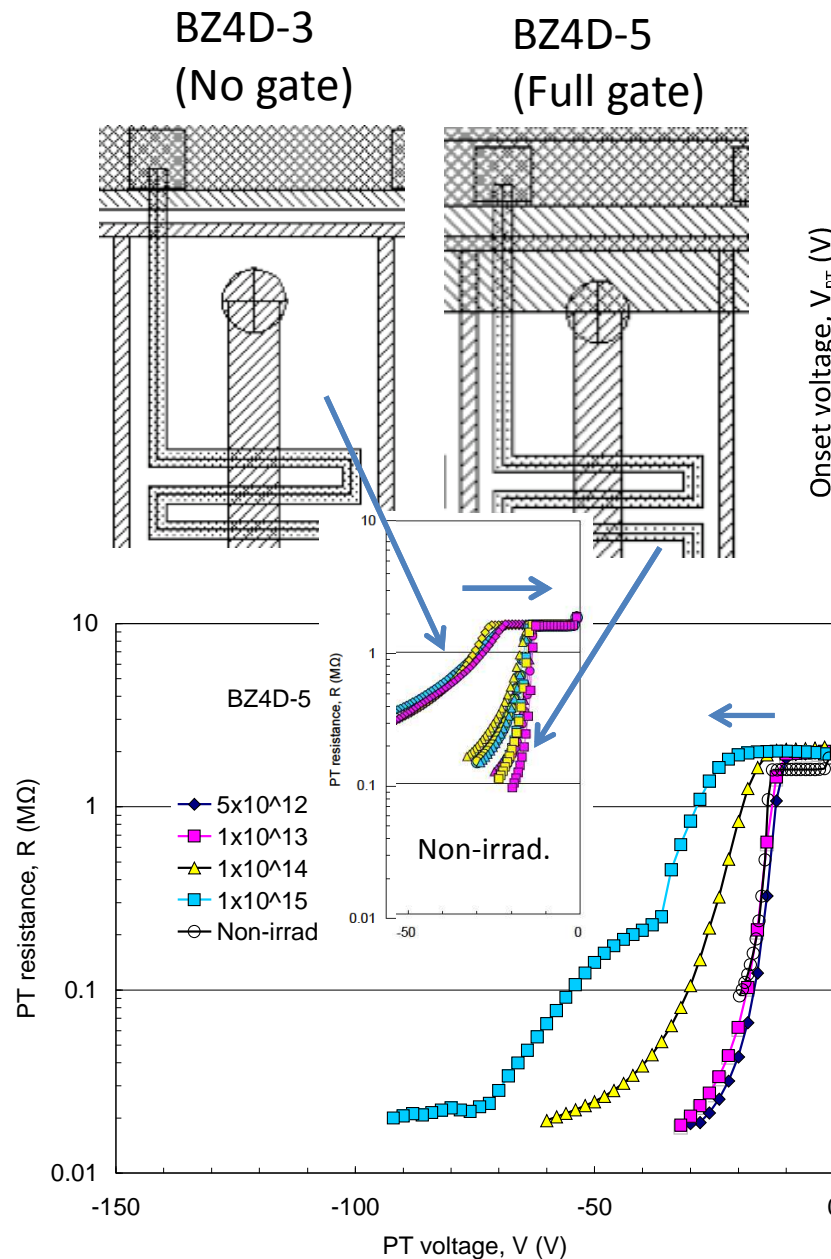 BZ4D-3
(No gate)
BZ4D-5
(Full gate)
Onset voltage, V_PT (V)
10
1
0.1
0.01
PT resistance, R (MΩ)
-50
0
Non-irrad.
10
1
0.1
0.01
PT resistance, R (MΩ)
BZ4D-5
5x10^12
1x10^13
1x10^14
1x10^15
Non-irrad
-150
-100
-50
0
PT voltage, V (V)